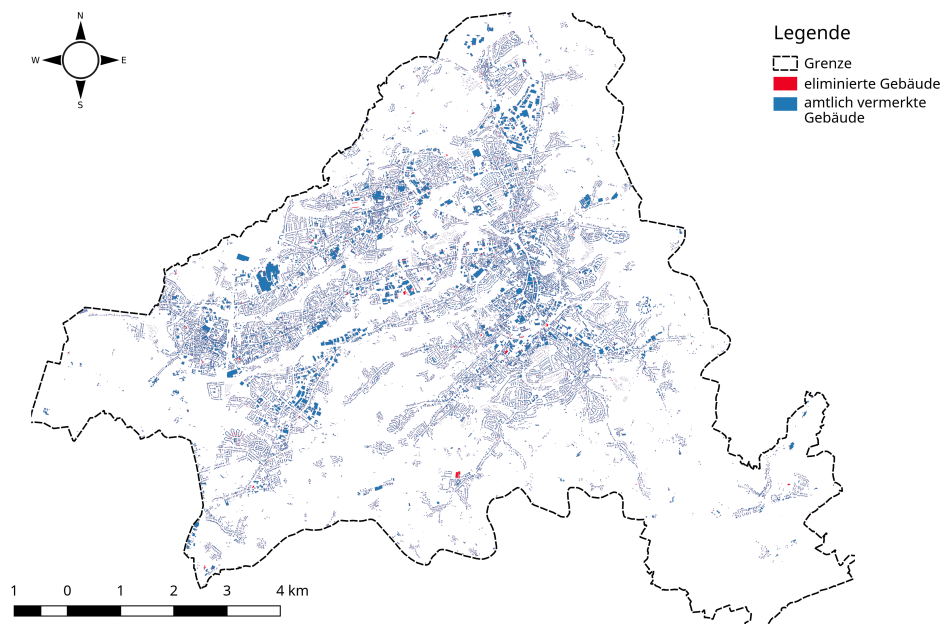 N
W E
S
Legende
Grenze
eliminierte Gebäude
amtlich vermerkte
Gebäude
1 0 1 2 3 4 km